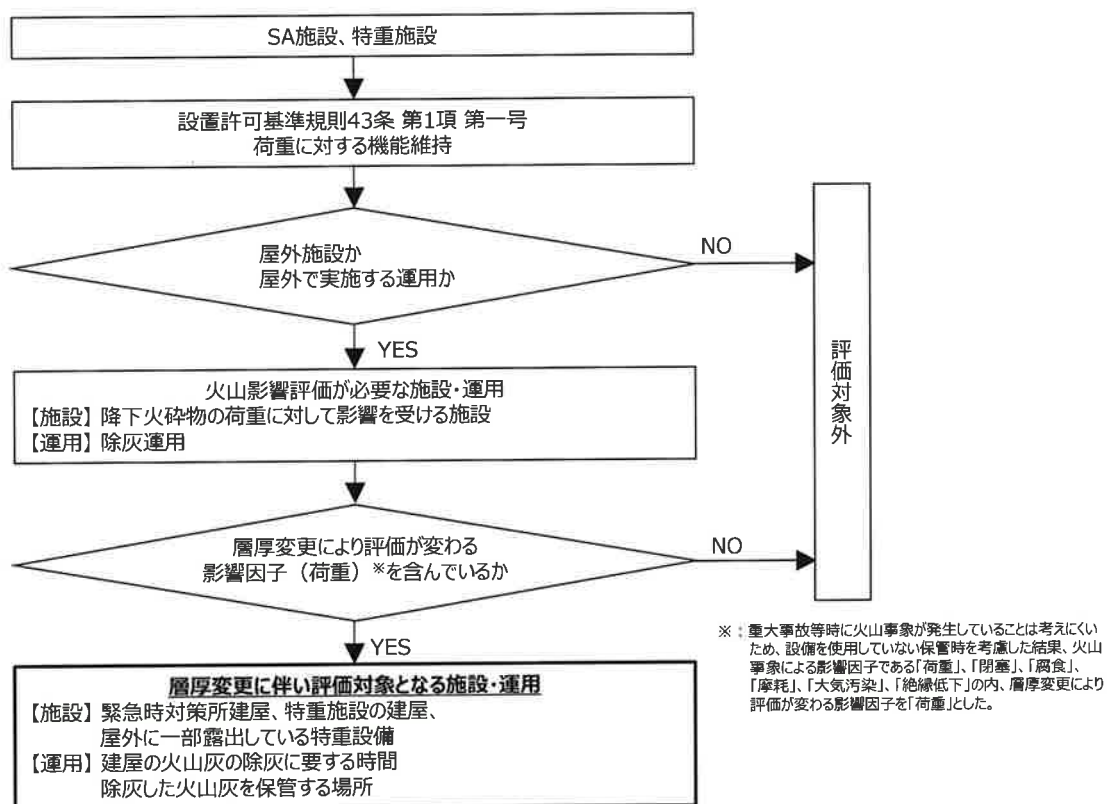 SA施設、特重施設
設置許可基準規則43条 第1項 第一号
荷重に対する機能維持
屋外施設か
屋外で実施する運用か
NO
YES
火山影響評価が必要な施設・運用
【施設】降下火砕物の荷重に対して影響を受ける施設
【運用】除灰運用
層厚変更により評価が変わる
影響因子（荷重）※を含んでいるか
NO
YES
評価対象外
層厚変更に伴い評価対象となる施設・運用
【施設】緊急時対策所建屋、特重施設の建屋、
屋外に一部露出している特重設備
【運用】建屋の火山灰の除灰に要する時間
除灰した火山灰を保管する場所
※：重大事故等時に火山事象が発生していることは考えにくい
ため、設備を使用していない保管時を考慮した結果、火山
事象による影響因子である「荷重」、「閉塞」、「腐食」、
「摩耗」、「大気汚染」、「絶縁低下」の内、層厚変更により
評価が変わる影響因子を「荷重」とした。